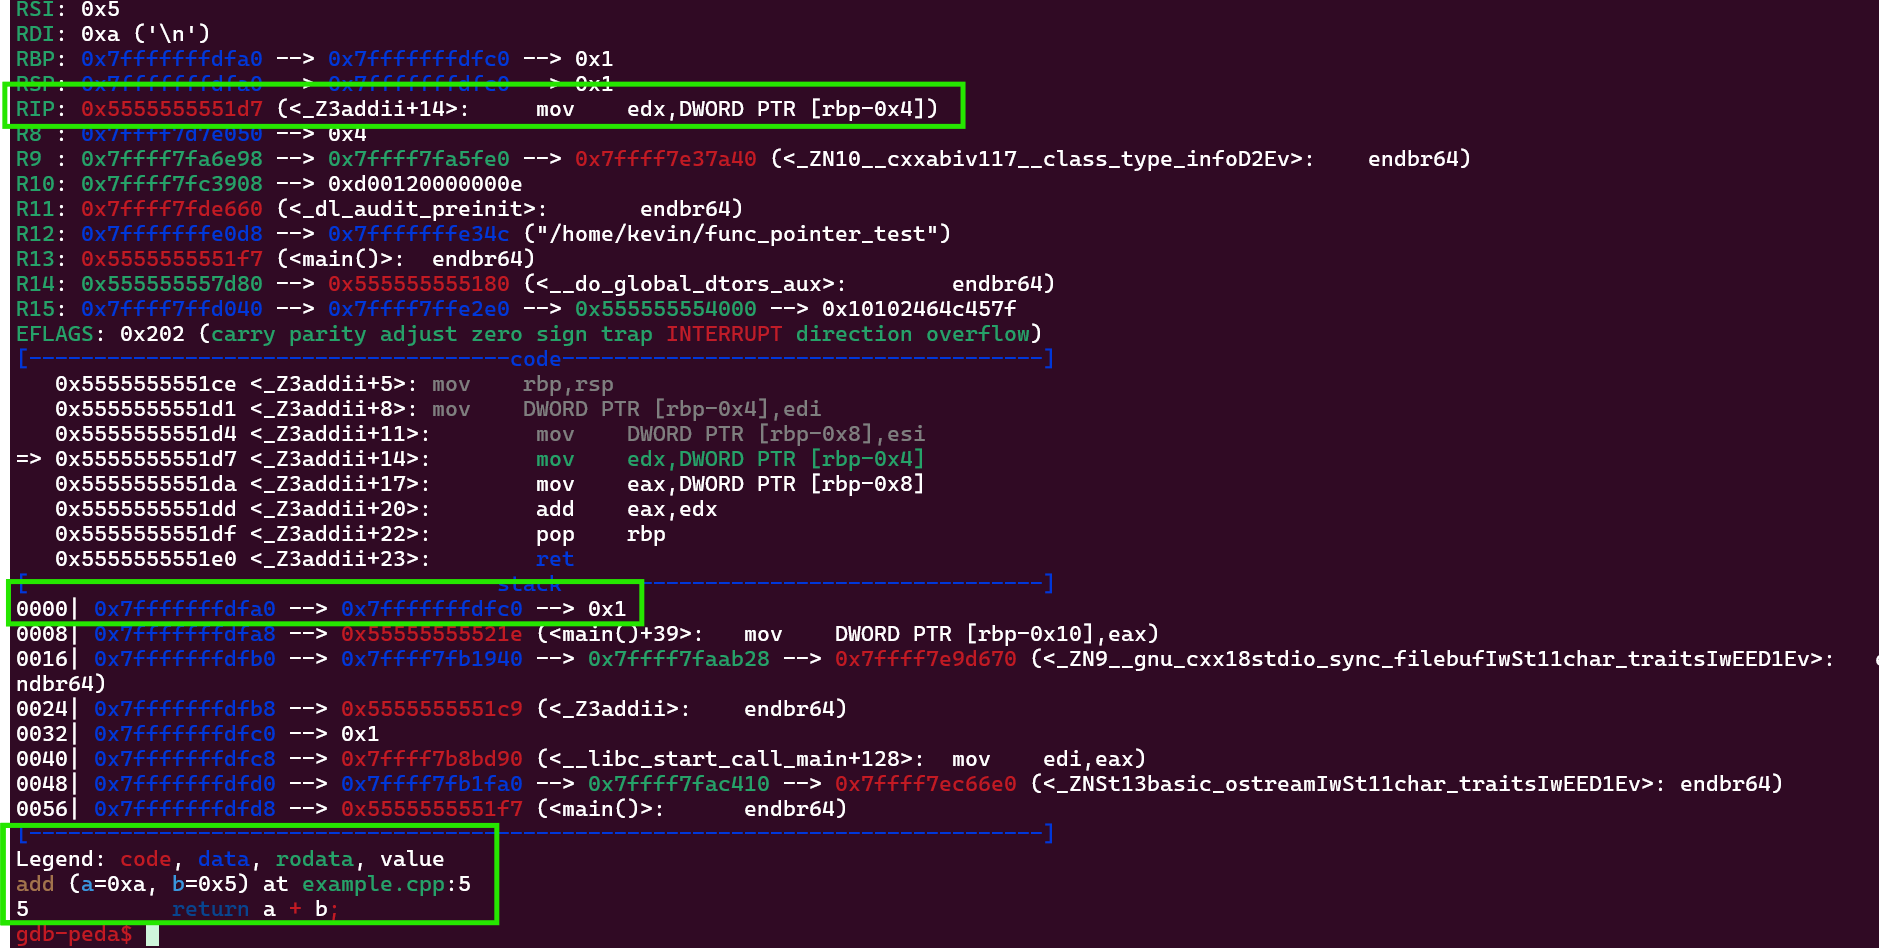 RSI: 0x5
RDI: 0xa ('\n')
RBP: 0x7fffffffdfa0 --> 0x7fffffffdfc0 --> 0x1
RSP: 0x7fffffffdfa0 --> 0x7fffffffdfc0 --> 0x1
RIP: 0x5555555551d7 (<_Z3addii+14>:     mov    edx,DWORD PTR [rbp-0x4])
R8 : 0x7ffff7d7e050 --> 0x4
R9 : 0x7ffff7fa6e98 --> 0x7ffff7fa5fe0 --> 0x7ffff7e37a40 (<_ZN10__cxxabiv117__class_type_infoD2Ev>:    endbr64)
R10: 0x7ffff7fc3908 --> 0xd00120000000e
R11: 0x7ffff7fde660 (<_dl_audit_preinit>:       endbr64)
R12: 0x7fffffffe0d8 --> 0x7fffffffe34c ("/home/kevin/func_pointer_test")
R13: 0x5555555551f7 (<main()>:  endbr64)
R14: 0x555555557d80 --> 0x555555555180 (<__do_global_dtors_aux>:        endbr64)
R15: 0x7ffff7ffd040 --> 0x7ffff7ffe2e0 --> 0x555555554000 --> 0x10102464c457f
EFLAGS: 0x202 (carry parity adjust zero sign trap INTERRUPT direction overflow)
[-------------------------------------code-------------------------------------]
   0x5555555551ce <_Z3addii+5>: mov    rbp,rsp
   0x5555555551d1 <_Z3addii+8>: mov    DWORD PTR [rbp-0x4],edi
   0x5555555551d4 <_Z3addii+11>:        mov    DWORD PTR [rbp-0x8],esi
=> 0x5555555551d7 <_Z3addii+14>:        mov    edx,DWORD PTR [rbp-0x4]
   0x5555555551da <_Z3addii+17>:        mov    eax,DWORD PTR [rbp-0x8]
   0x5555555551dd <_Z3addii+20>:        add    eax,edx
   0x5555555551df <_Z3addii+22>:        pop    rbp
   0x5555555551e0 <_Z3addii+23>:        ret
[------------------------------------stack-------------------------------------]
0000| 0x7fffffffdfa0 --> 0x7fffffffdfc0 --> 0x1
0008| 0x7fffffffdfa8 --> 0x55555555521e (<main()+39>:   mov    DWORD PTR [rbp-0x10],eax)
0016| 0x7fffffffdfb0 --> 0x7ffff7fb1940 --> 0x7ffff7faab28 --> 0x7ffff7e9d670 (<_ZN9__gnu_cxx18stdio_sync_filebufIwSt11char_traitsIwEED1Ev>:   e
ndbr64)
0024| 0x7fffffffdfb8 --> 0x5555555551c9 (<_Z3addii>:    endbr64)
0032| 0x7fffffffdfc0 --> 0x1
0040| 0x7fffffffdfc8 --> 0x7ffff7b8bd90 (<__libc_start_call_main+128>:  mov    edi,eax)
0048| 0x7fffffffdfd0 --> 0x7ffff7fb1fa0 --> 0x7ffff7fac410 --> 0x7ffff7ec66e0 (<_ZNSt13basic_ostreamIwSt11char_traitsIwEED1Ev>: endbr64)
0056| 0x7fffffffdfd8 --> 0x5555555551f7 (<main()>:      endbr64)
[------------------------------------------------------------------------------]
Legend: code, data, rodata, value
add (a=0xa, b=0x5) at example.cpp:5
5           return a + b;
gdb-peda$